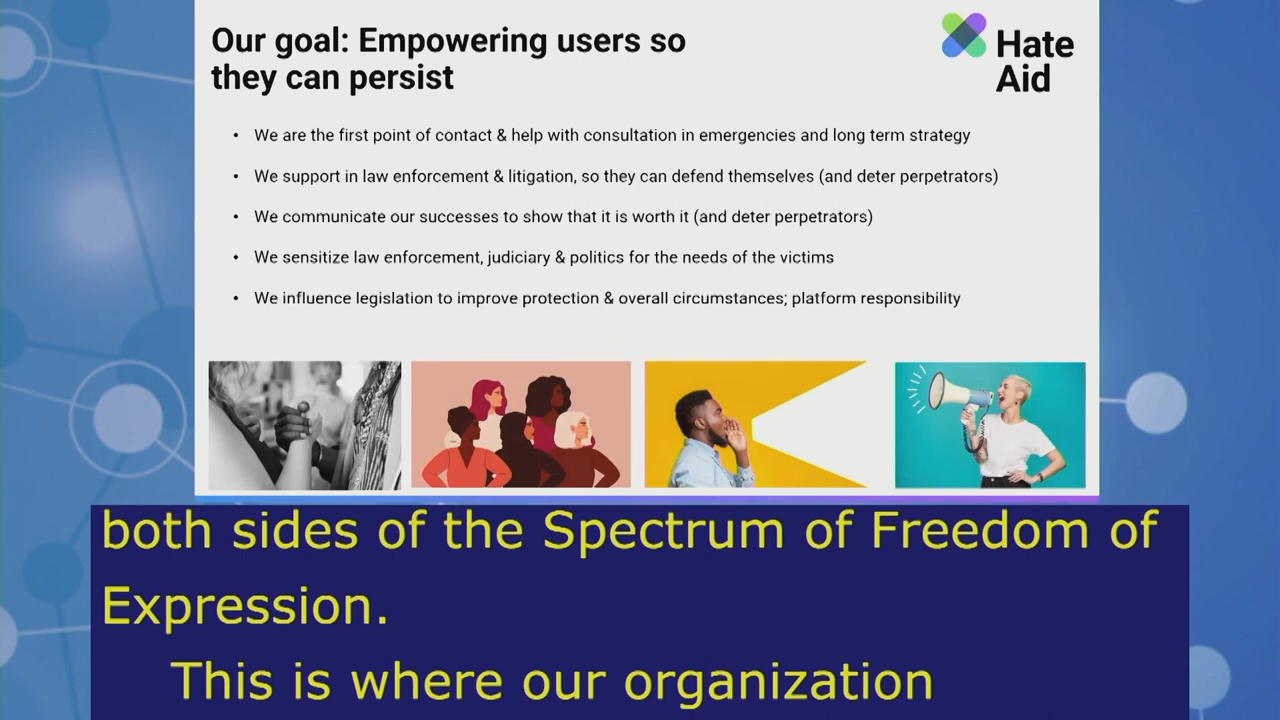 Our goal: Empowering users so
they can persist
Hate
Aid
• We are the first point of contact & help with consultation in emergencies and long term strategy
• We support in law enforcement & litigation, so they can defend themselves (and deter perpetrators)
• We communicate our successes to show that it is worth it (and deter perpetrators)
• We sensitize law enforcement, judiciary & politics for the needs of the victims
• We influence legislation to improve protection & overall circumstances; platform responsibility
both sides of the Spectrum of Freedom of
Expression.
This is where our organization